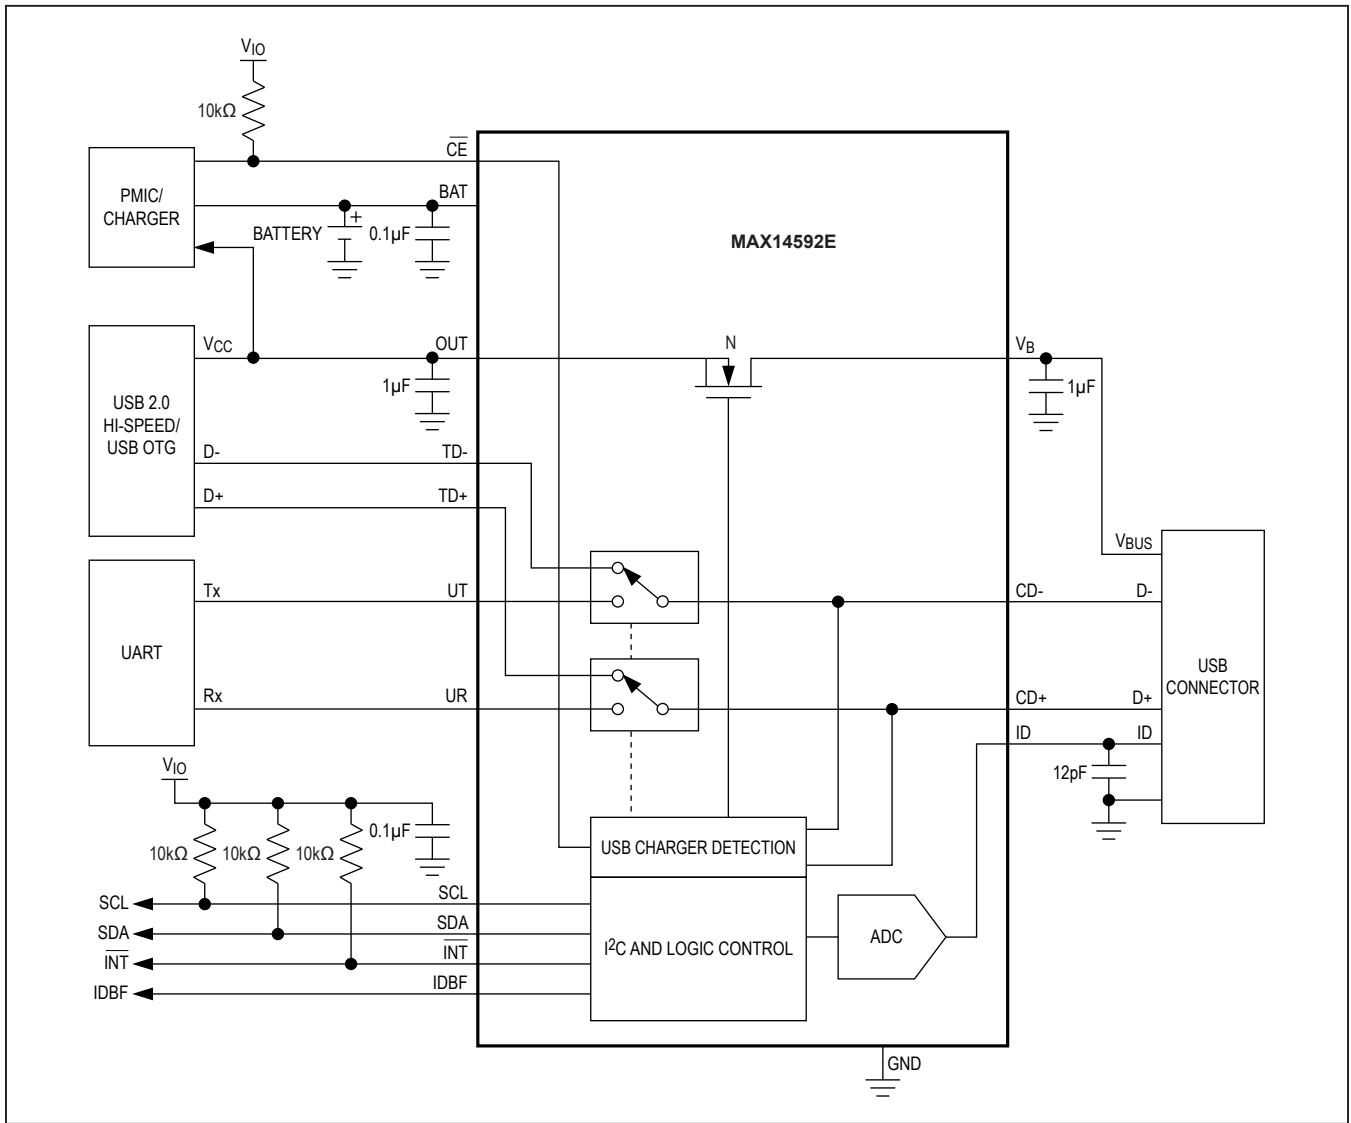 VIO
10kΩ
CE
PMIC/
CHARGER
BAT
BATTERY
+
0.1µF
MAX14592E
VCC
OUT
N
VB
1µF
1µF
USB 2.0
HI-SPEED/
USB OTG
D-
TD-
D+
TD+
VBUS
Tx
UT
CD-
D-
UART
USB
CONNECTOR
Rx
UR
CD+
D+
ID
ID
VIO
12pF
0.1µF
10kΩ
10kΩ
10kΩ
USB CHARGER DETECTION
SCL
SCL
SDA
SDA
INT
INT
I2C AND LOGIC CONTROL
ADC
IDBF
IDBF
GND